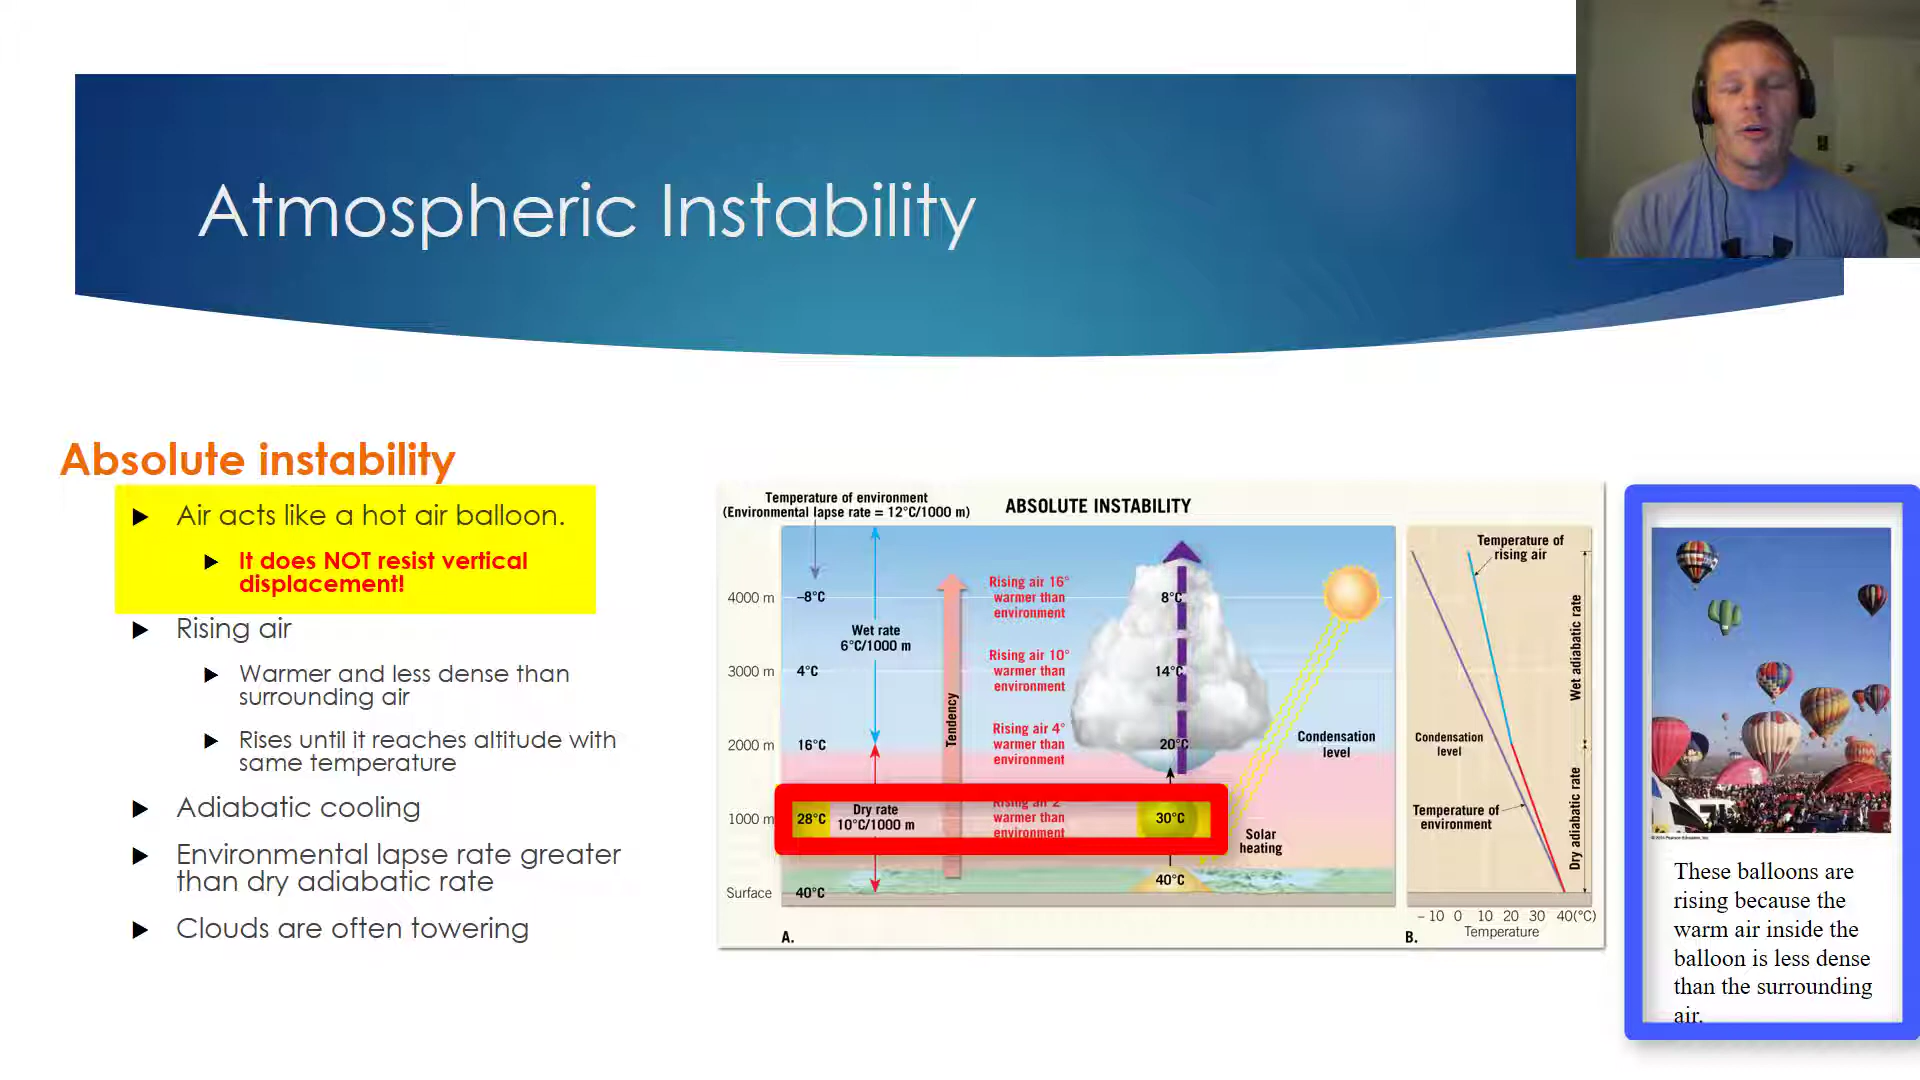 Atmospheric Instability
Absolute instability
Air acts like a hot air balloon.
It does NOT resist vertical
displacement!
Rising air
Warmer and less dense than
surrounding air
Rises until it reaches altitude with
same temperature
Adiabatic cooling
Environmental lapse rate greater
than dry adiabatic rate
Clouds are often towering
Temperature of environment
(Environmental lapse rate = 12°C/1000 m)
ABSOLUTE INSTABILITY
4000 m
3000 m
2000 m
1000 m
Surface
–8°C
4°C
16°C
28°C
40°C
Wet rate
6°C/1000 m
Dry rate
10°C/1000 m
Tendency
Rising air 16°
warmer than
environment
Rising air 10°
warmer than
environment
Rising air 4°
warmer than
environment
Rising air 2°
warmer than
environment
8°C
14°C
20°C
30°C
40°C
Condensation
level
Solar
heating
A.
Temperature of
rising air
Condensation
level
Temperature of
environment
Wet adiabatic rate
Dry adiabatic rate
– 10 0 10 20 30 40(°C)
Temperature
B.
These balloons are
rising because the
warm air inside the
balloon is less dense
than the surrounding
air.